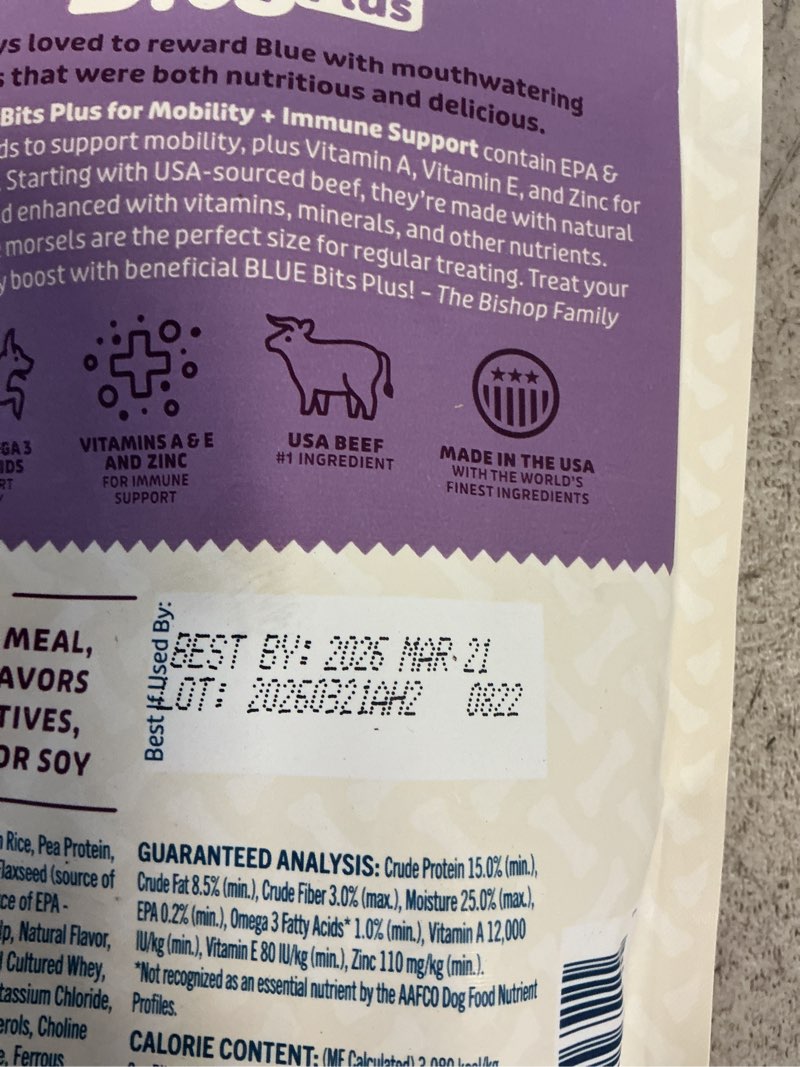 loved to reward Blue with mouthwatering
that were both nutritious and delicious.
Bits Plus for Mobility + Immune Support contain EPA &
to support mobility, plus Vitamin A, Vitamin E, and Zinc for
Starting with USA-sourced beef, they're made with natural
enhanced with vitamins, minerals, and other nutrients.
morsels are the perfect size for regular treating. Treat your
boost with beneficial BLUE Bits Plus! – The Bishop Family
VITAMINS A & E
AND ZINC
FOR IMMUNE
SUPPORT
USA BEEF
#1 INGREDIENT
MADE IN THE USA
WITH THE WORLD'S
FINEST INGREDIENTS
MEAL,
OR SOY
Best If Used By:
BEST BY: 2026 MAR 21
LOT: 20260321AH2 0822
Rice, Pea Protein,
Flaxseed (source of
of EPA -
Natural Flavor,
Cultured Whey,
Chloride,
Choline
Ferrous
GUARANTEED ANALYSIS: Crude Protein 15.0% (min.),
Crude Fat 8.5% (min.), Crude Fiber 3.0% (max.), Moisture 25.0% (max.),
EPA 0.2% (min.), Omega 3 Fatty Acids* 1.0% (min.), Vitamin A 12,000
IU/kg (min.), Vitamin E 80 IU/kg (min.), Zinc 110 mg/kg (min.).
*Not recognized as an essential nutrient by the AAFCO Dog Food Nutrient
Profiles.
CALORIE CONTENT: (ME Calculated)